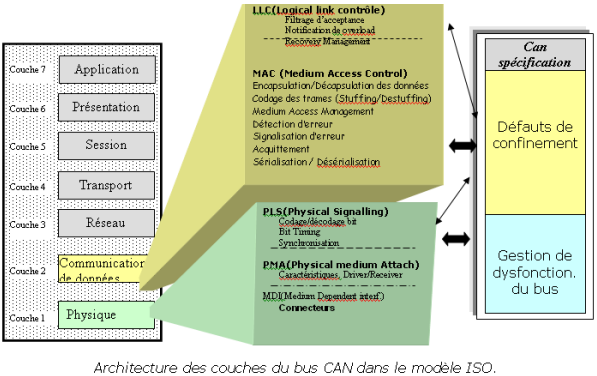 LLC(Logical link contrôle)
Filtrage d'acceptance
Notification de overload
Recovery Management
MAC (Medium Access Control)
Encapsulation/Décapsulation des données
Codage des trames (Stuffing/Destuffing)
Medium Access Management
Détection d'erreur
Signalisation d'erreur
Acquittement
Sérialisation / Désérialisation
PLS(Physical Signalling)
Codage/décodage bit
Bit Timing
Synchronisation
PMA(Physical medium Attach)
Caractéristiques, Driver/Receiver
MDI(Medium Dependent interf.)
Connecteurs
Couche 7 Application
Couche 6 Présentation
Couche 5 Session
Couche 4 Transport
Couche 3 Réseau
Couche 2 Communication
de données
Couche 1 Physique
Can
spécification
Défauts de
confinement
Gestion de
dysfonction.
du bus
Architecture des couches du bus CAN dans le modèle ISO.